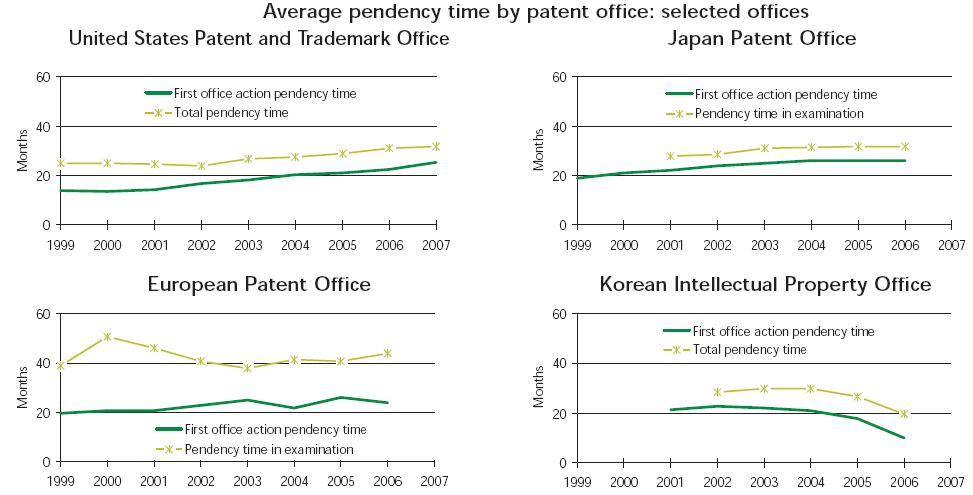 Average pendency time by patent office: selected offices
United States Patent and Trademark Office
60
40
20
0
Months
First office action pendency time
Total pendency time
1999 2000 2001 2002 2003 2004 2005 2006 2007
Japan Patent Office
60
40
20
0
Months
First office action pendency time
Pendency time in examination
1999 2000 2001 2002 2003 2004 2005 2006 2007
European Patent Office
60
40
20
0
Months
First office action pendency time
Pendency time in examination
1999 2000 2001 2002 2003 2004 2005 2006 2007
Korean Intellectual Property Office
60
40
20
0
Months
First office action pendency time
Total pendency time
1999 2000 2001 2002 2003 2004 2005 2006 2007